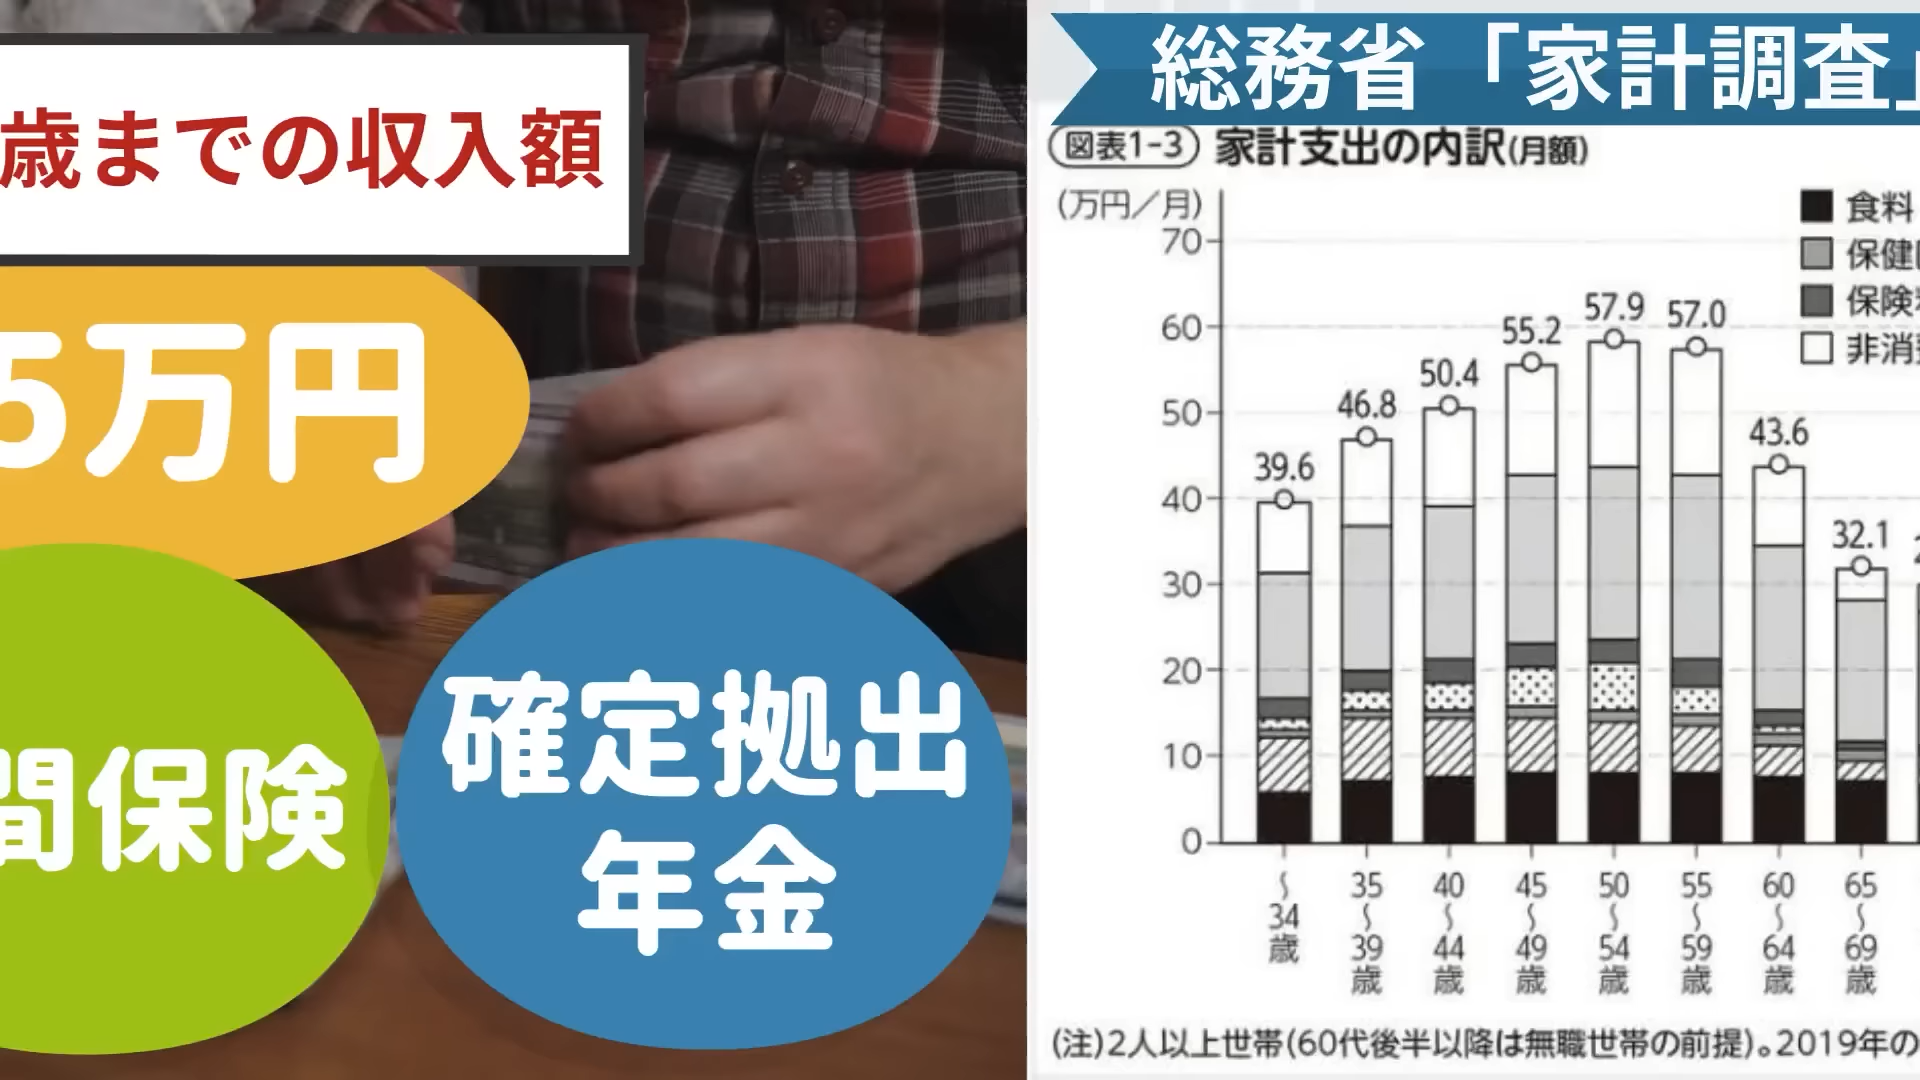 歳までの収入額
5万円
間保険
確定拠出
年金
総務省「家計調査」
図表1-3 家計支出の内訳(月額)
(万円／月)
食料
保健
保険料
非消費
70
60
50
40
30
20
10
0
39.6
46.8
50.4
55.2
57.9
57.0
43.6
32.1
～34歳
35～39歳
40～44歳
45～49歳
50～54歳
55～59歳
60～64歳
65～69歳
(注)2人以上世帯(60代後半以降は無職世帯の前提)。2019年の